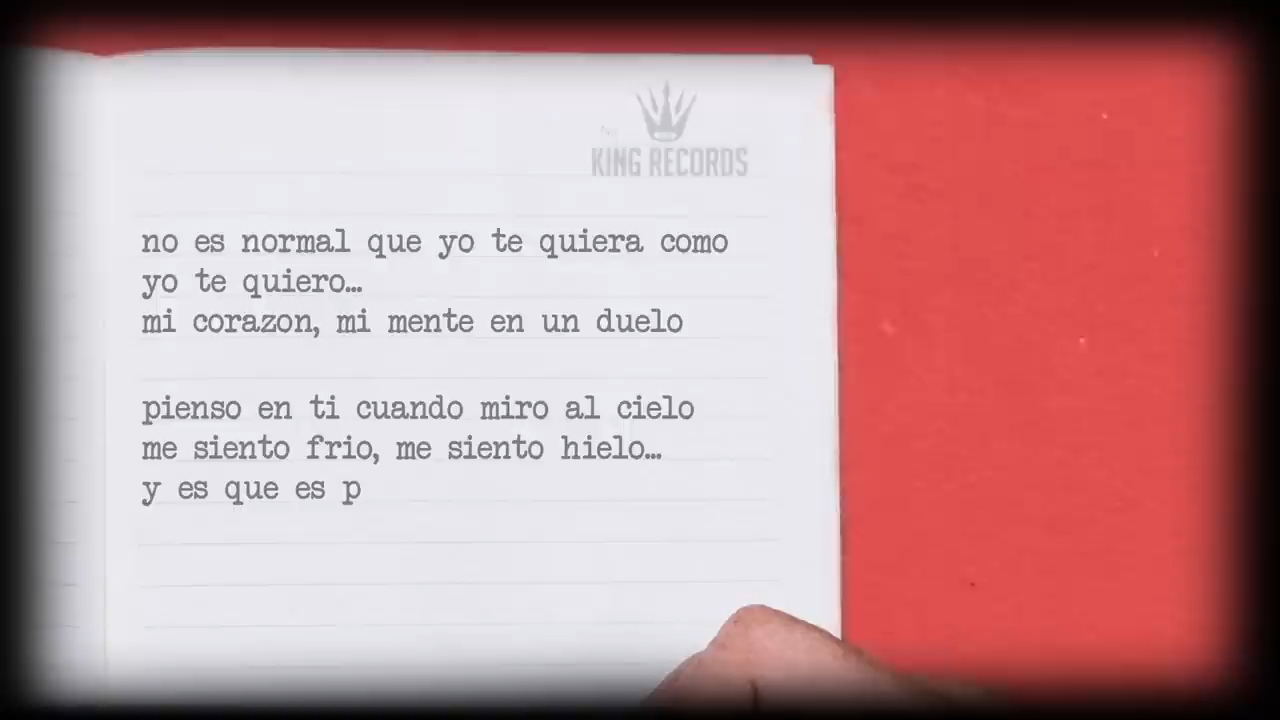 KING RECORDS
no es normal que yo te quiera como
yo te quiero...
mi corazon, mi mente en un duelo
pienso en ti cuando miro al cielo
me siento frio, me siento hielo...
y es que es p